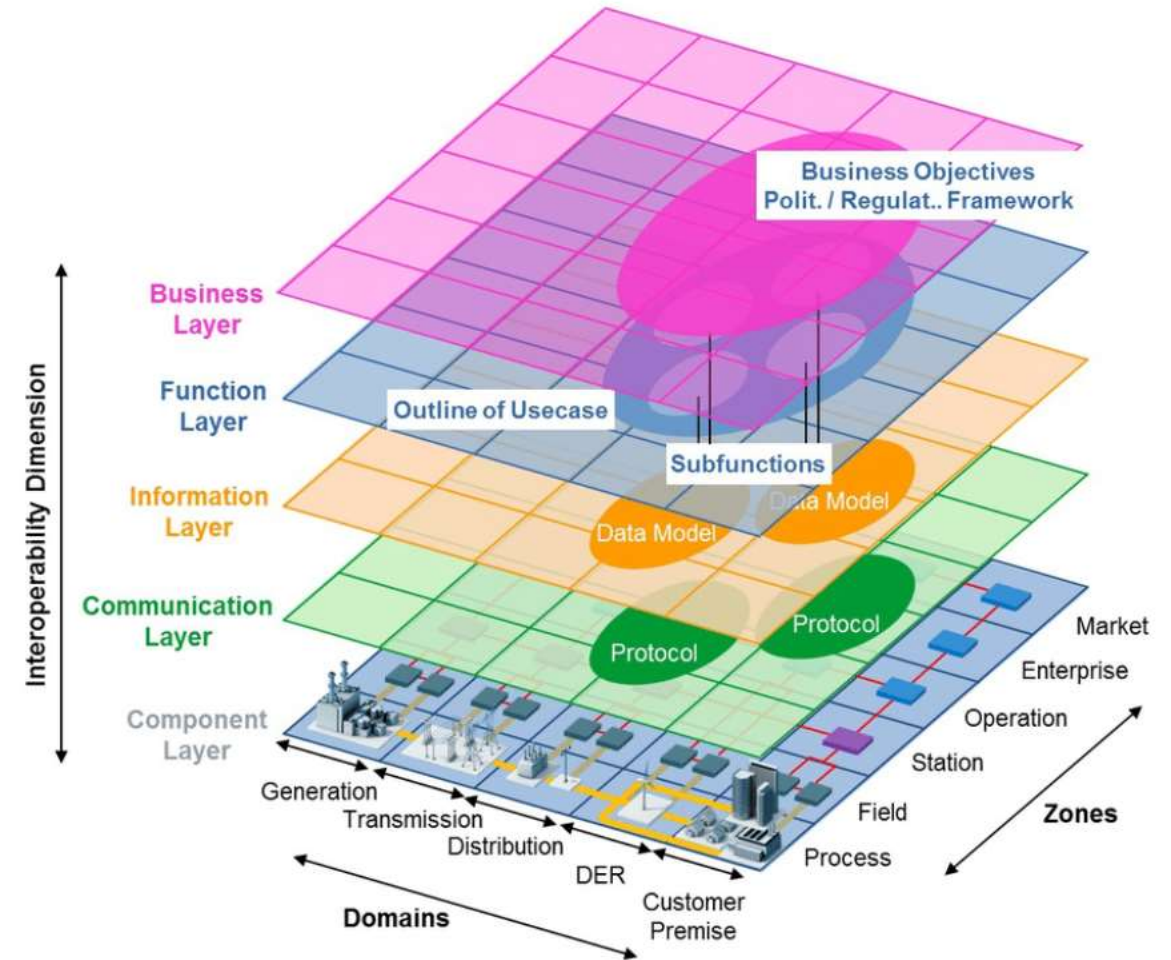 Business Objectives
Polit. / Regulat.. Framework
Business
Layer
Function
Layer
Outline of Usecase
Subfunctions
Information
Layer
Data Model
Data Model
Communication
Layer
Protocol
Protocol
Component
Layer
Interoperability Dimension
Generation
Transmission
Distribution
DER
Customer
Premise
Domains
Market
Enterprise
Operation
Station
Field
Process
Zones